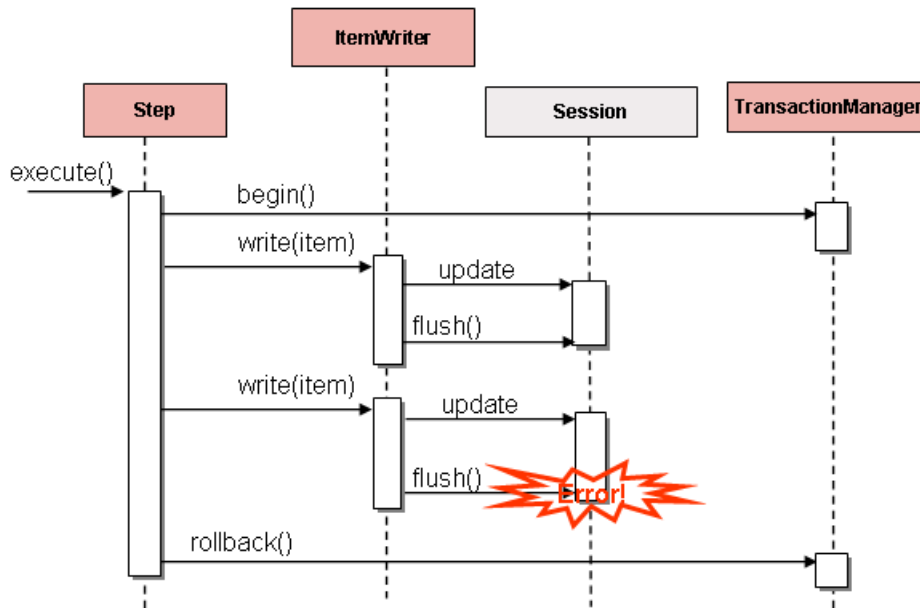 ItemWriter
Step
Session
TransactionManager
execute()
begin()
write(item)
update
flush()
write(item)
update
flush()
Error!
rollback()